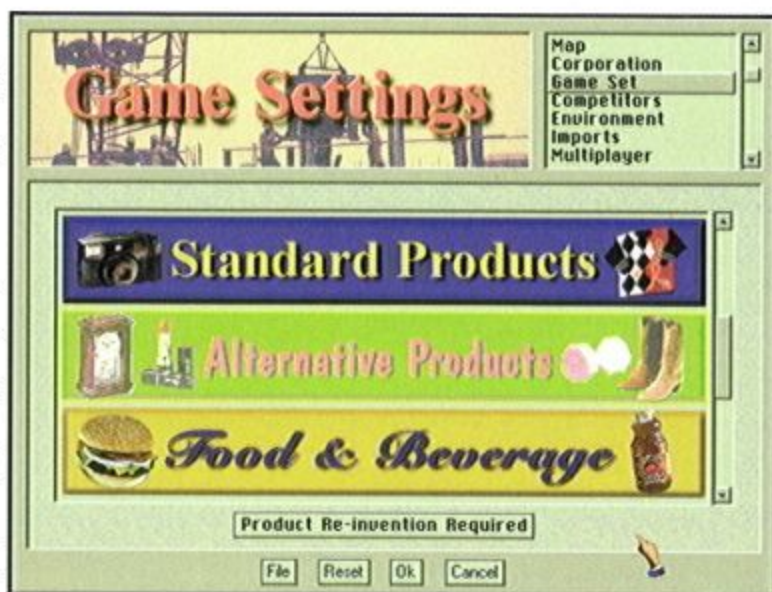 Game Settings
Map
Corporation
Game Set
Competitors
Environment
Imports
Multiplayer
Standard Products
Alternative Products
Food & Beverage
Product Re-invention Required
File
Reset
Ok
Cancel